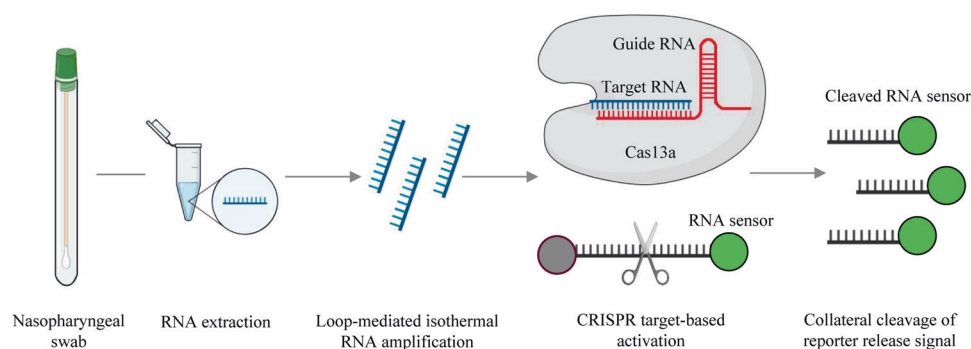 Guide RNA
Target RNA
Cas13a
RNA sensor
Cleaved RNA sensor
Nasopharyngeal
swab
RNA extraction
Loop-mediated isothermal
RNA amplification
CRISPR target-based
activation
Collateral cleavage of
reporter release signal